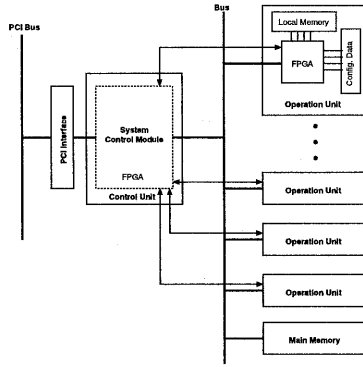 PCI Bus
Bus
Local Memory
FPGA
Config. Data
Operation Unit
PCI Interface
System
Control Module
FPGA
Control Unit
Operation Unit
Operation Unit
Operation Unit
Main Memory